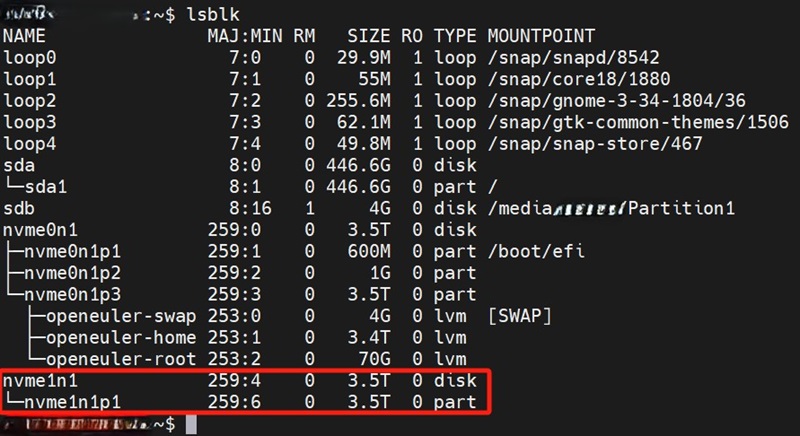 :~$ lsblk
NAME MAJ:MIN RM SIZE RO TYPE MOUNTPOINT
loop0 7:0 0 29.9M 1 loop /snap/snapd/8542
loop1 7:1 0 55M 1 loop /snap/core18/1880
loop2 7:2 0 255.6M 1 loop /snap/gnome-3-34-1804/36
loop3 7:3 0 62.1M 1 loop /snap/gtk-common-themes/1506
loop4 7:4 0 49.8M 1 loop /snap/snap-store/467
sda 8:0 0 446.6G 0 disk
└─sda1 8:1 0 446.6G 0 part /
sdb 8:16 1 4G 0 disk /media/Partition1
nvme0n1 259:0 0 3.5T 0 disk
├─nvme0n1p1 259:1 0 600M 0 part /boot/efi
├─nvme0n1p2 259:2 0 1G 0 part
└─nvme0n1p3 259:3 0 3.5T 0 part
├─openeuler-swap 253:0 0 4G 0 lvm [SWAP]
├─openeuler-home 253:1 0 3.4T 0 lvm
└─openeuler-root 253:2 0 70G 0 lvm
nvme1n1 259:4 0 3.5T 0 disk
└─nvme1n1p1 259:6 0 3.5T 0 part
:~$